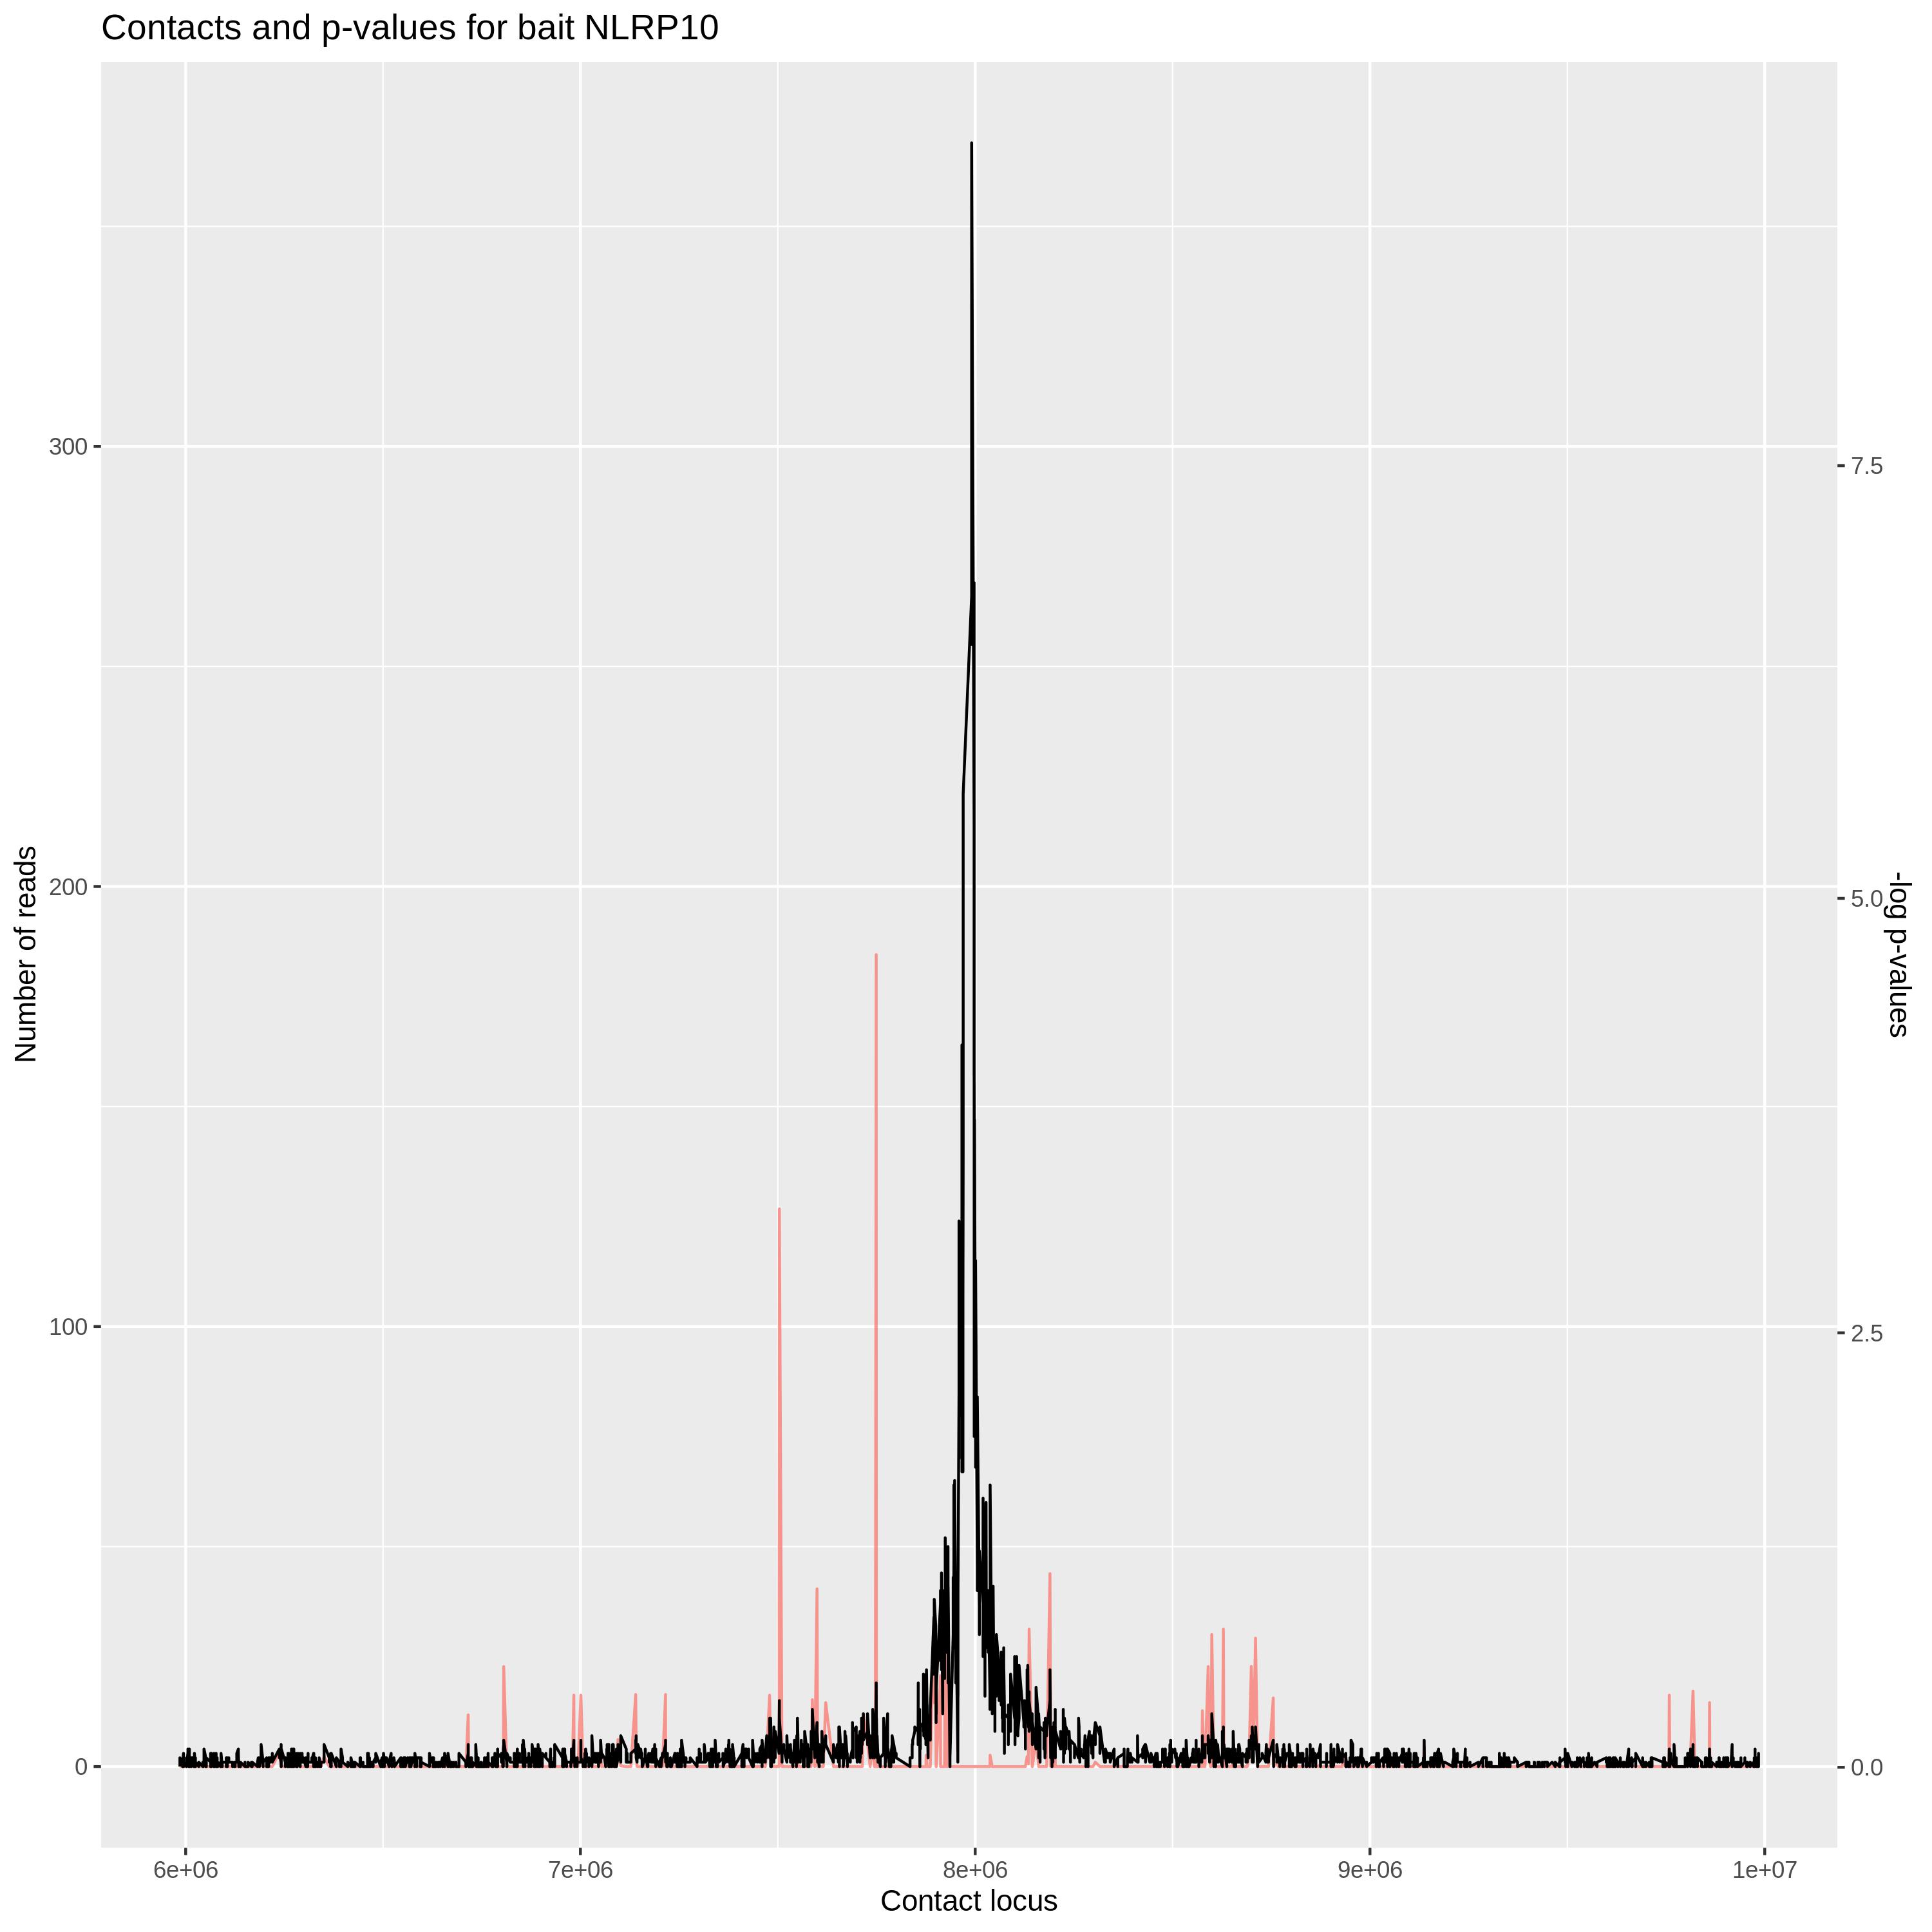 Contacts and p-values for bait NLRP10
Number of reads
300
200
100
0
7.5
5.0
2.5
0.0
-log p-values
6e+06 7e+06 8e+06 9e+06 1e+07
Contact locus